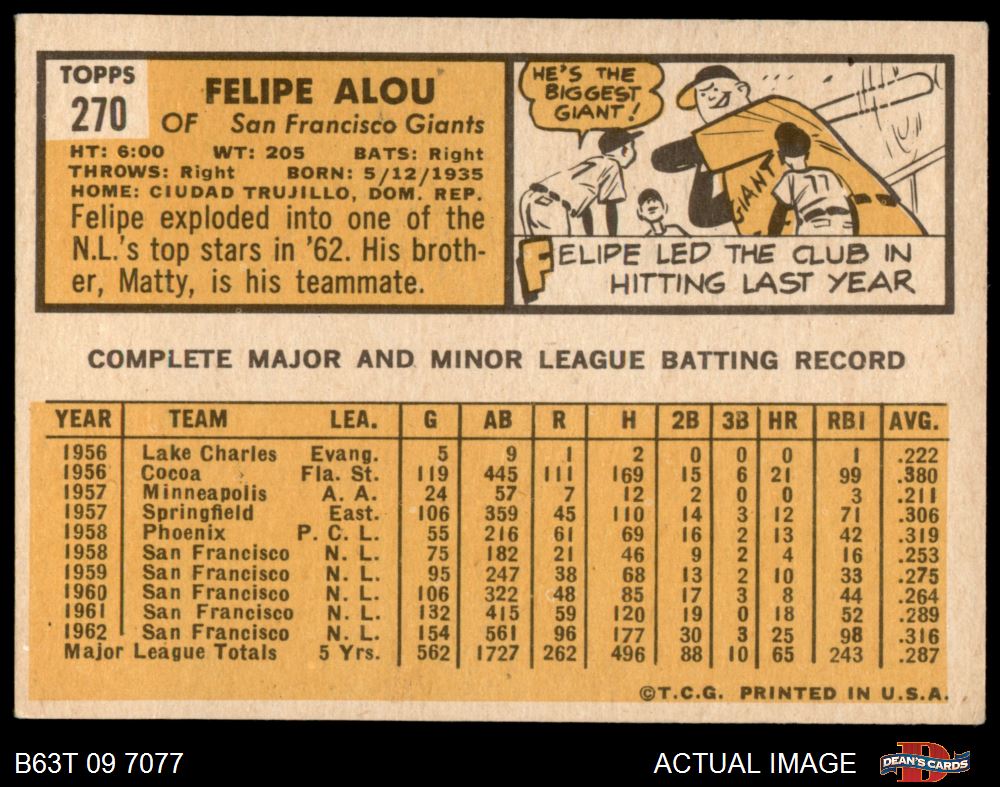 TOPPS
270
FELIPE ALOU
OF San Francisco Giants
HT: 6:00 WT: 205 BATS: Right
THROWS: Right BORN: 5/12/1935
HOME: CIUDAD TRUJILLO, DOM. REP.
Felipe exploded into one of the
N.L.'s top stars in '62. His broth-
er, Matty, is his teammate.
HE'S THE
BIGGEST
GIANT!
GIANT
FELIPE LED THE CLUB IN
HITTING LAST YEAR
COMPLETE MAJOR AND MINOR LEAGUE BATTING RECORD
YEAR TEAM LEA. G AB R H 2B 3B HR RBI AVG.
1956 Lake Charles Evang. 5 9 1 2 0 0 0 1 .222
1956 Cocoa Fla. St. 119 445 111 169 15 6 21 99 .380
1957 Minneapolis A. A. 24 57 7 12 2 0 0 3 .211
1957 Springfield East. 106 359 45 110 14 3 12 71 .306
1958 Phoenix P. C. L. 55 216 61 69 16 2 13 42 .319
1958 San Francisco N. L. 75 182 21 46 9 2 4 16 .253
1959 San Francisco N. L. 95 247 38 68 13 2 10 33 .275
1960 San Francisco N. L. 106 322 48 85 17 3 8 44 .264
1961 San Francisco N. L. 132 415 59 120 19 0 18 52 .289
1962 San Francisco N. L. 154 561 96 177 30 3 25 98 .316
Major League Totals 5 Yrs. 562 1727 262 496 88 10 65 243 .287
©T.C.G. PRINTED IN U.S.A.
B63T 09 7077 ACTUAL IMAGE
DEAN'S CARDS